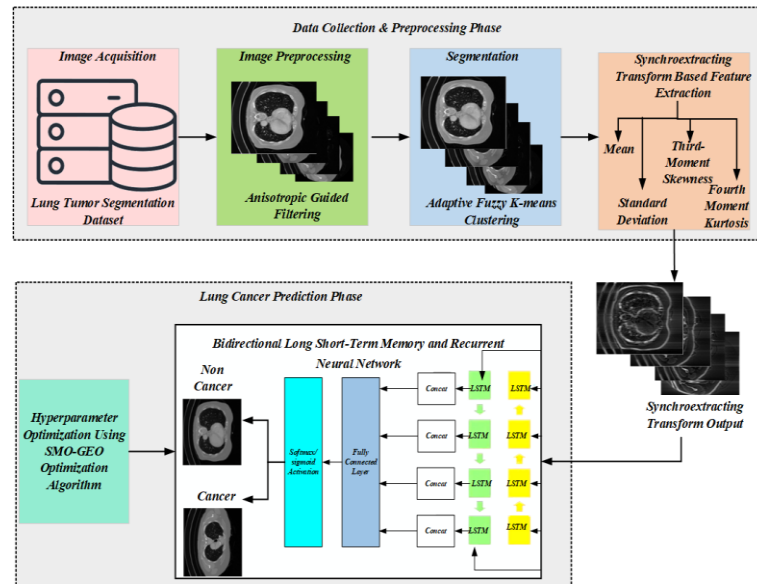 Data Collection & Preprocessing Phase
Image Acquisition
Lung Tumor Segmentation
Dataset
Image Preprocessing
Anisotropic Guided
Filtering
Segmentation
Adaptive Fuzzy K-means
Clustering
Synchroextracting
Transform Based Feature
Extraction
Mean
Third-
Moment
Skewness
Standard
Deviation
Fourth
Moment
Kurtosis
Synchroextracting
Transform Output
Lung Cancer Prediction Phase
Hyperparameter
Optimization Using
SMO-GEO
Optimization
Algorithm
Bidirectional Long Short-Term Memory and Recurrent
Neural Network
Non
Cancer
Cancer
Softmax/
sigmoid
Activation
Fully
Connected
Layer
Concat
LSTM
LSTM
Concat
LSTM
LSTM
Concat
LSTM
LSTM
Concat
LSTM
LSTM